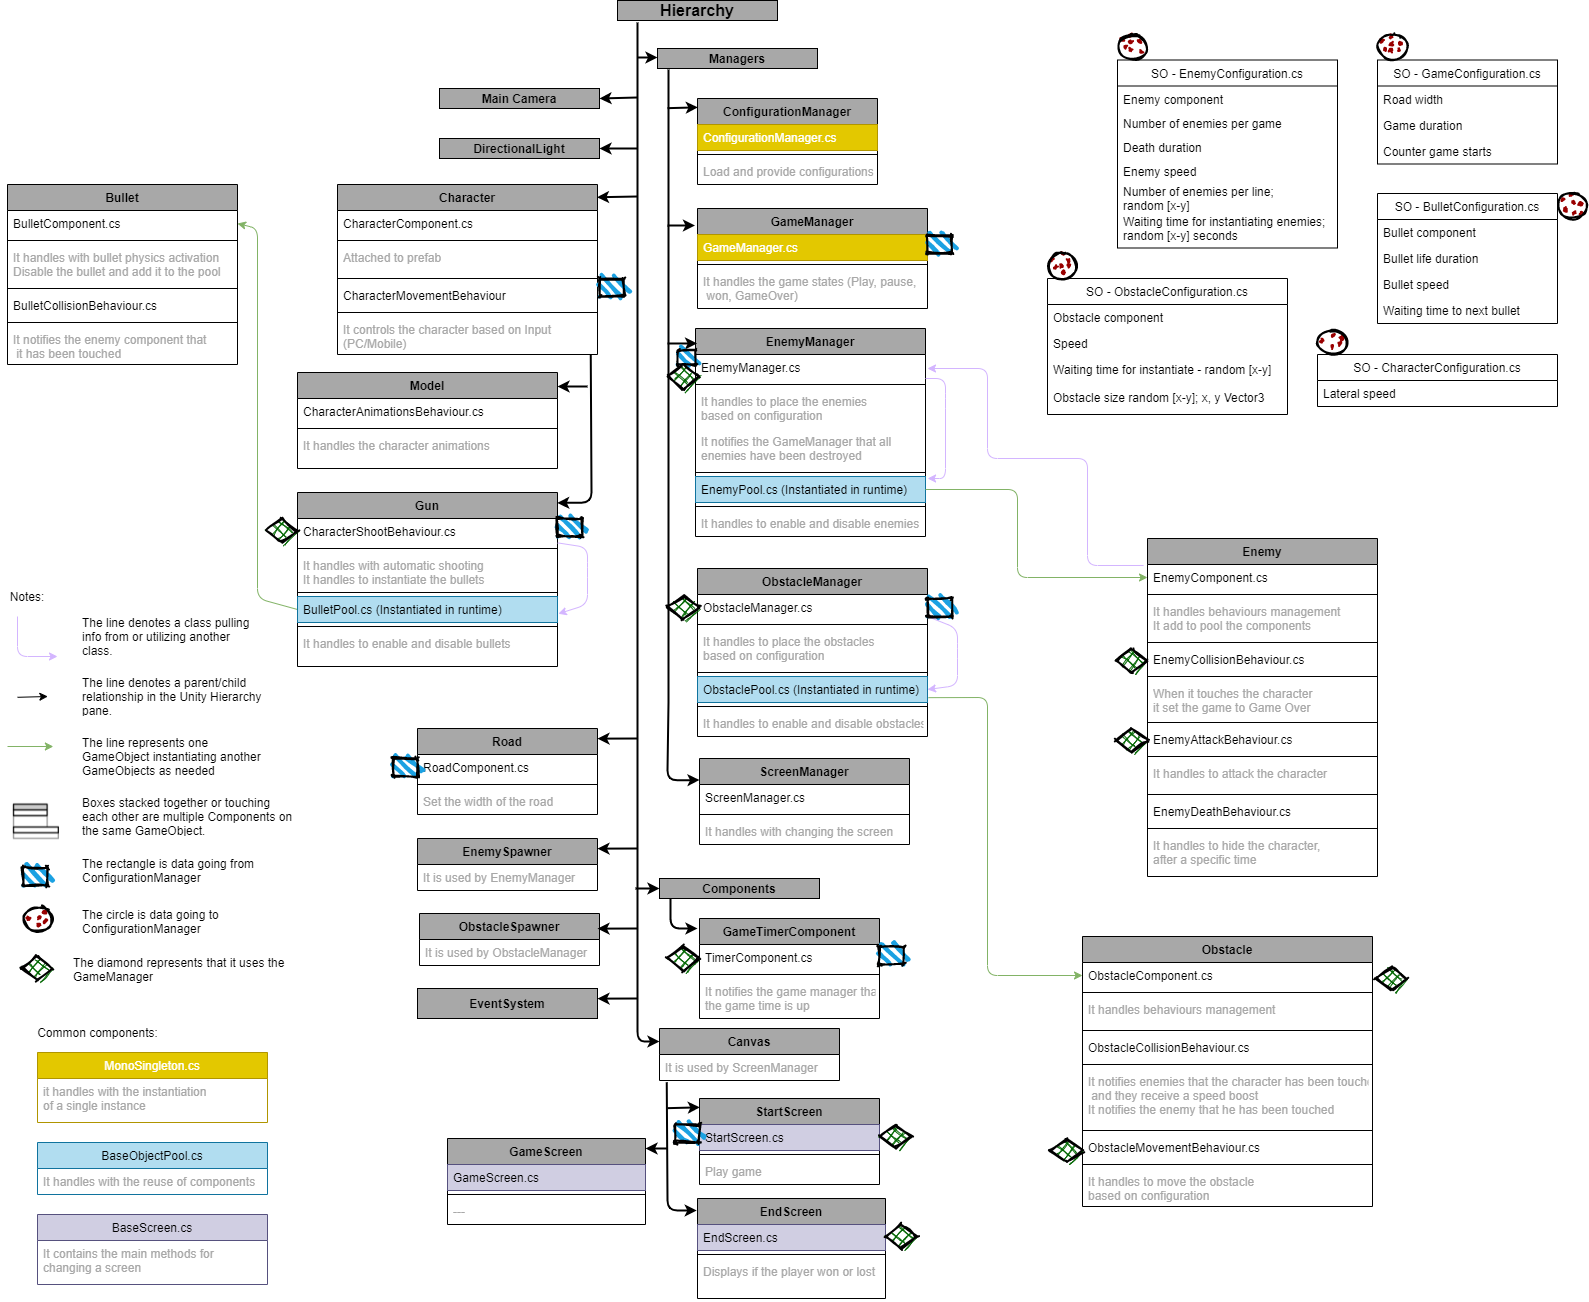 Hierarchy
Managers
Main Camera
DirectionalLight
ConfigurationManager
ConfigurationManager.cs
Load and provide configurations
GameManager
GameManager.cs
It handles the game states (Play, pause,
won, GameOver)
Bullet
BulletComponent.cs
It handles with bullet physics activation
Disable the bullet and add it to the pool
BulletCollisionBehaviour.cs
It notifies the enemy component that
it has been touched
Character
CharacterComponent.cs
Attached to prefab
CharacterMovementBehaviour
It controls the character based on Input
(PC/Mobile)
Model
CharacterAnimationsBehaviour.cs
It handles the character animations
Gun
CharacterShootBehaviour.cs
It handles with automatic shooting
It handles to instantiate the bullets
BulletPool.cs (Instantiated in runtime)
It handles to enable and disable bullets
EnemyManager
EnemyManager.cs
It handles to place the enemies
based on configuration
It notifies the GameManager that all
enemies have been destroyed
EnemyPool.cs (Instantiated in runtime)
It handles to enable and disable enemies
ObstacleManager
ObstacleManager.cs
It handles to place the obstacles
based on configuration
ObstaclePool.cs (Instantiated in runtime)
It handles to enable and disable obstacles
ScreenManager
ScreenManager.cs
It handles with changing the screen
SO - EnemyConfiguration.cs
Enemy component
Number of enemies per game
Death duration
Enemy speed
Number of enemies per line;
random [x-y]
Waiting time for instantiating enemies;
random [x-y] seconds
SO - GameConfiguration.cs
Road width
Game duration
Counter game starts
SO - BulletConfiguration.cs
Bullet component
Bullet life duration
Bullet speed
Waiting time to next bullet
SO - ObstacleConfiguration.cs
Obstacle component
Speed
Waiting time for instantiate - random [x-y]
Obstacle size random [x-y]; x, y Vector3
SO - CharacterConfiguration.cs
Lateral speed
Enemy
EnemyComponent.cs
It handles behaviours management
It add to pool the components
EnemyCollisionBehaviour.cs
When it touches the character
it set the game to Game Over
EnemyAttackBehaviour.cs
It handles to attack the character
EnemyDeathBehaviour.cs
It handles to hide the character,
after a specific time
Obstacle
ObstacleComponent.cs
It handles behaviours management
ObstacleCollisionBehaviour.cs
It notifies enemies that the character has been touch
and they receive a speed boost
It notifies the enemy that he has been touched
ObstacleMovementBehaviour.cs
It handles to move the obstacle
based on configuration
Road
RoadComponent.cs
Set the width of the road
EnemySpawner
It is used by EnemyManager
ObstacleSpawner
It is used by ObstacleManager
EventSystem
Components
GameTimerComponent
TimerComponent.cs
It notifies the game manager tha
the game time is up
Canvas
It is used by ScreenManager
StartScreen
StartScreen.cs
Play game
GameScreen
GameScreen.cs
—
EndScreen
EndScreen.cs
Displays if the player won or lost
Notes:
The line denotes a class pulling
info from or utilizing another
class.
The line denotes a parent/child
relationship in the Unity Hierarchy
pane.
The line represents one
GameObject instantiating another
GameObjects as needed
Boxes stacked together or touching
each other are multiple Components on
the same GameObject.
The rectangle is data going from
ConfigurationManager
The circle is data going to
ConfigurationManager
The diamond represents that it uses the
GameManager
Common components:
MonoSingleton.cs
it handles with the instantiation
of a single instance
BaseObjectPool.cs
It handles with the reuse of components
BaseScreen.cs
It contains the main methods for
changing a screen